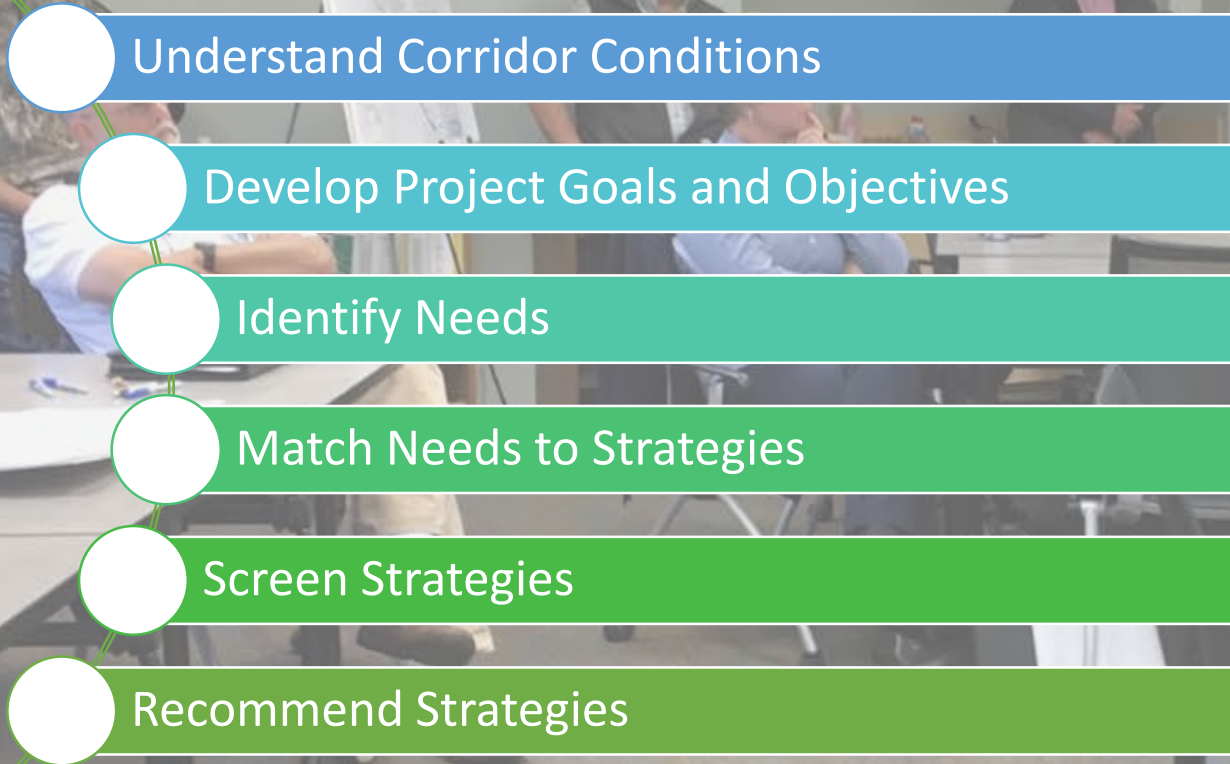 Understand Corridor Conditions
Develop Project Goals and Objectives
Identify Needs
Match Needs to Strategies
Screen Strategies
Recommend Strategies